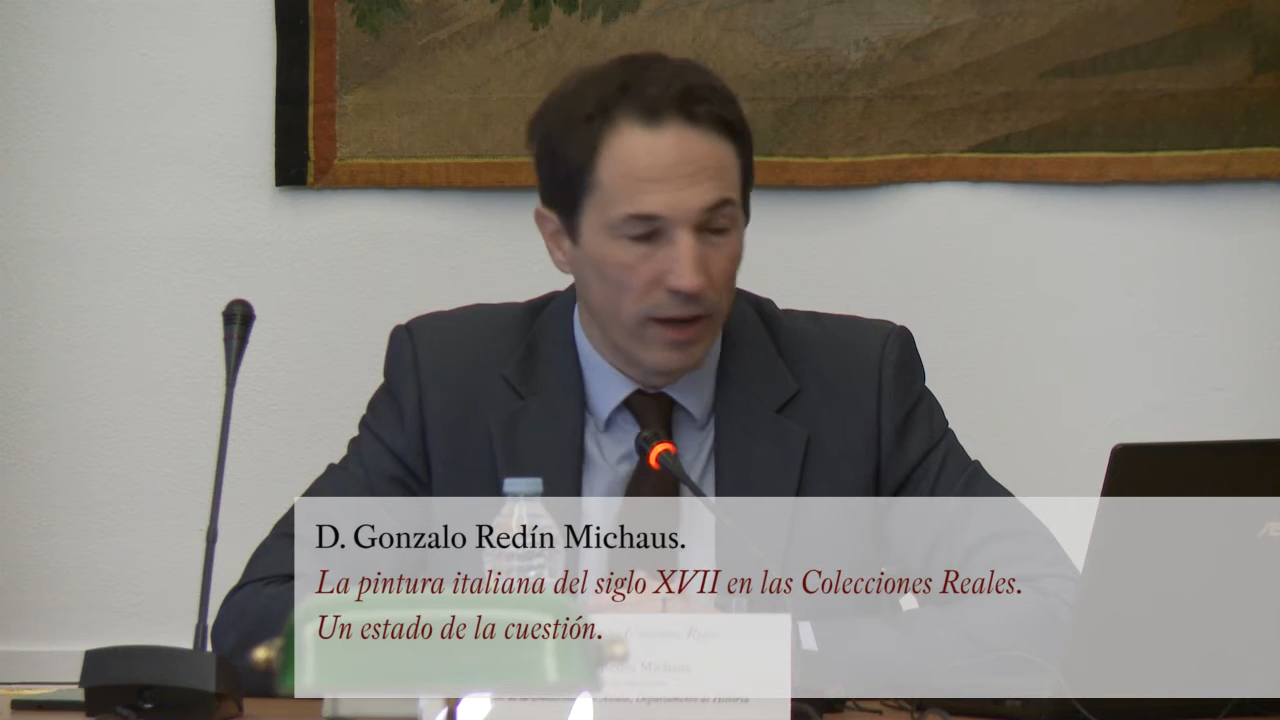 D. Gonzalo Redín Michaus.
La pintura italiana del siglo XVII en las Colecciones Reales.
Un estado de la cuestión.